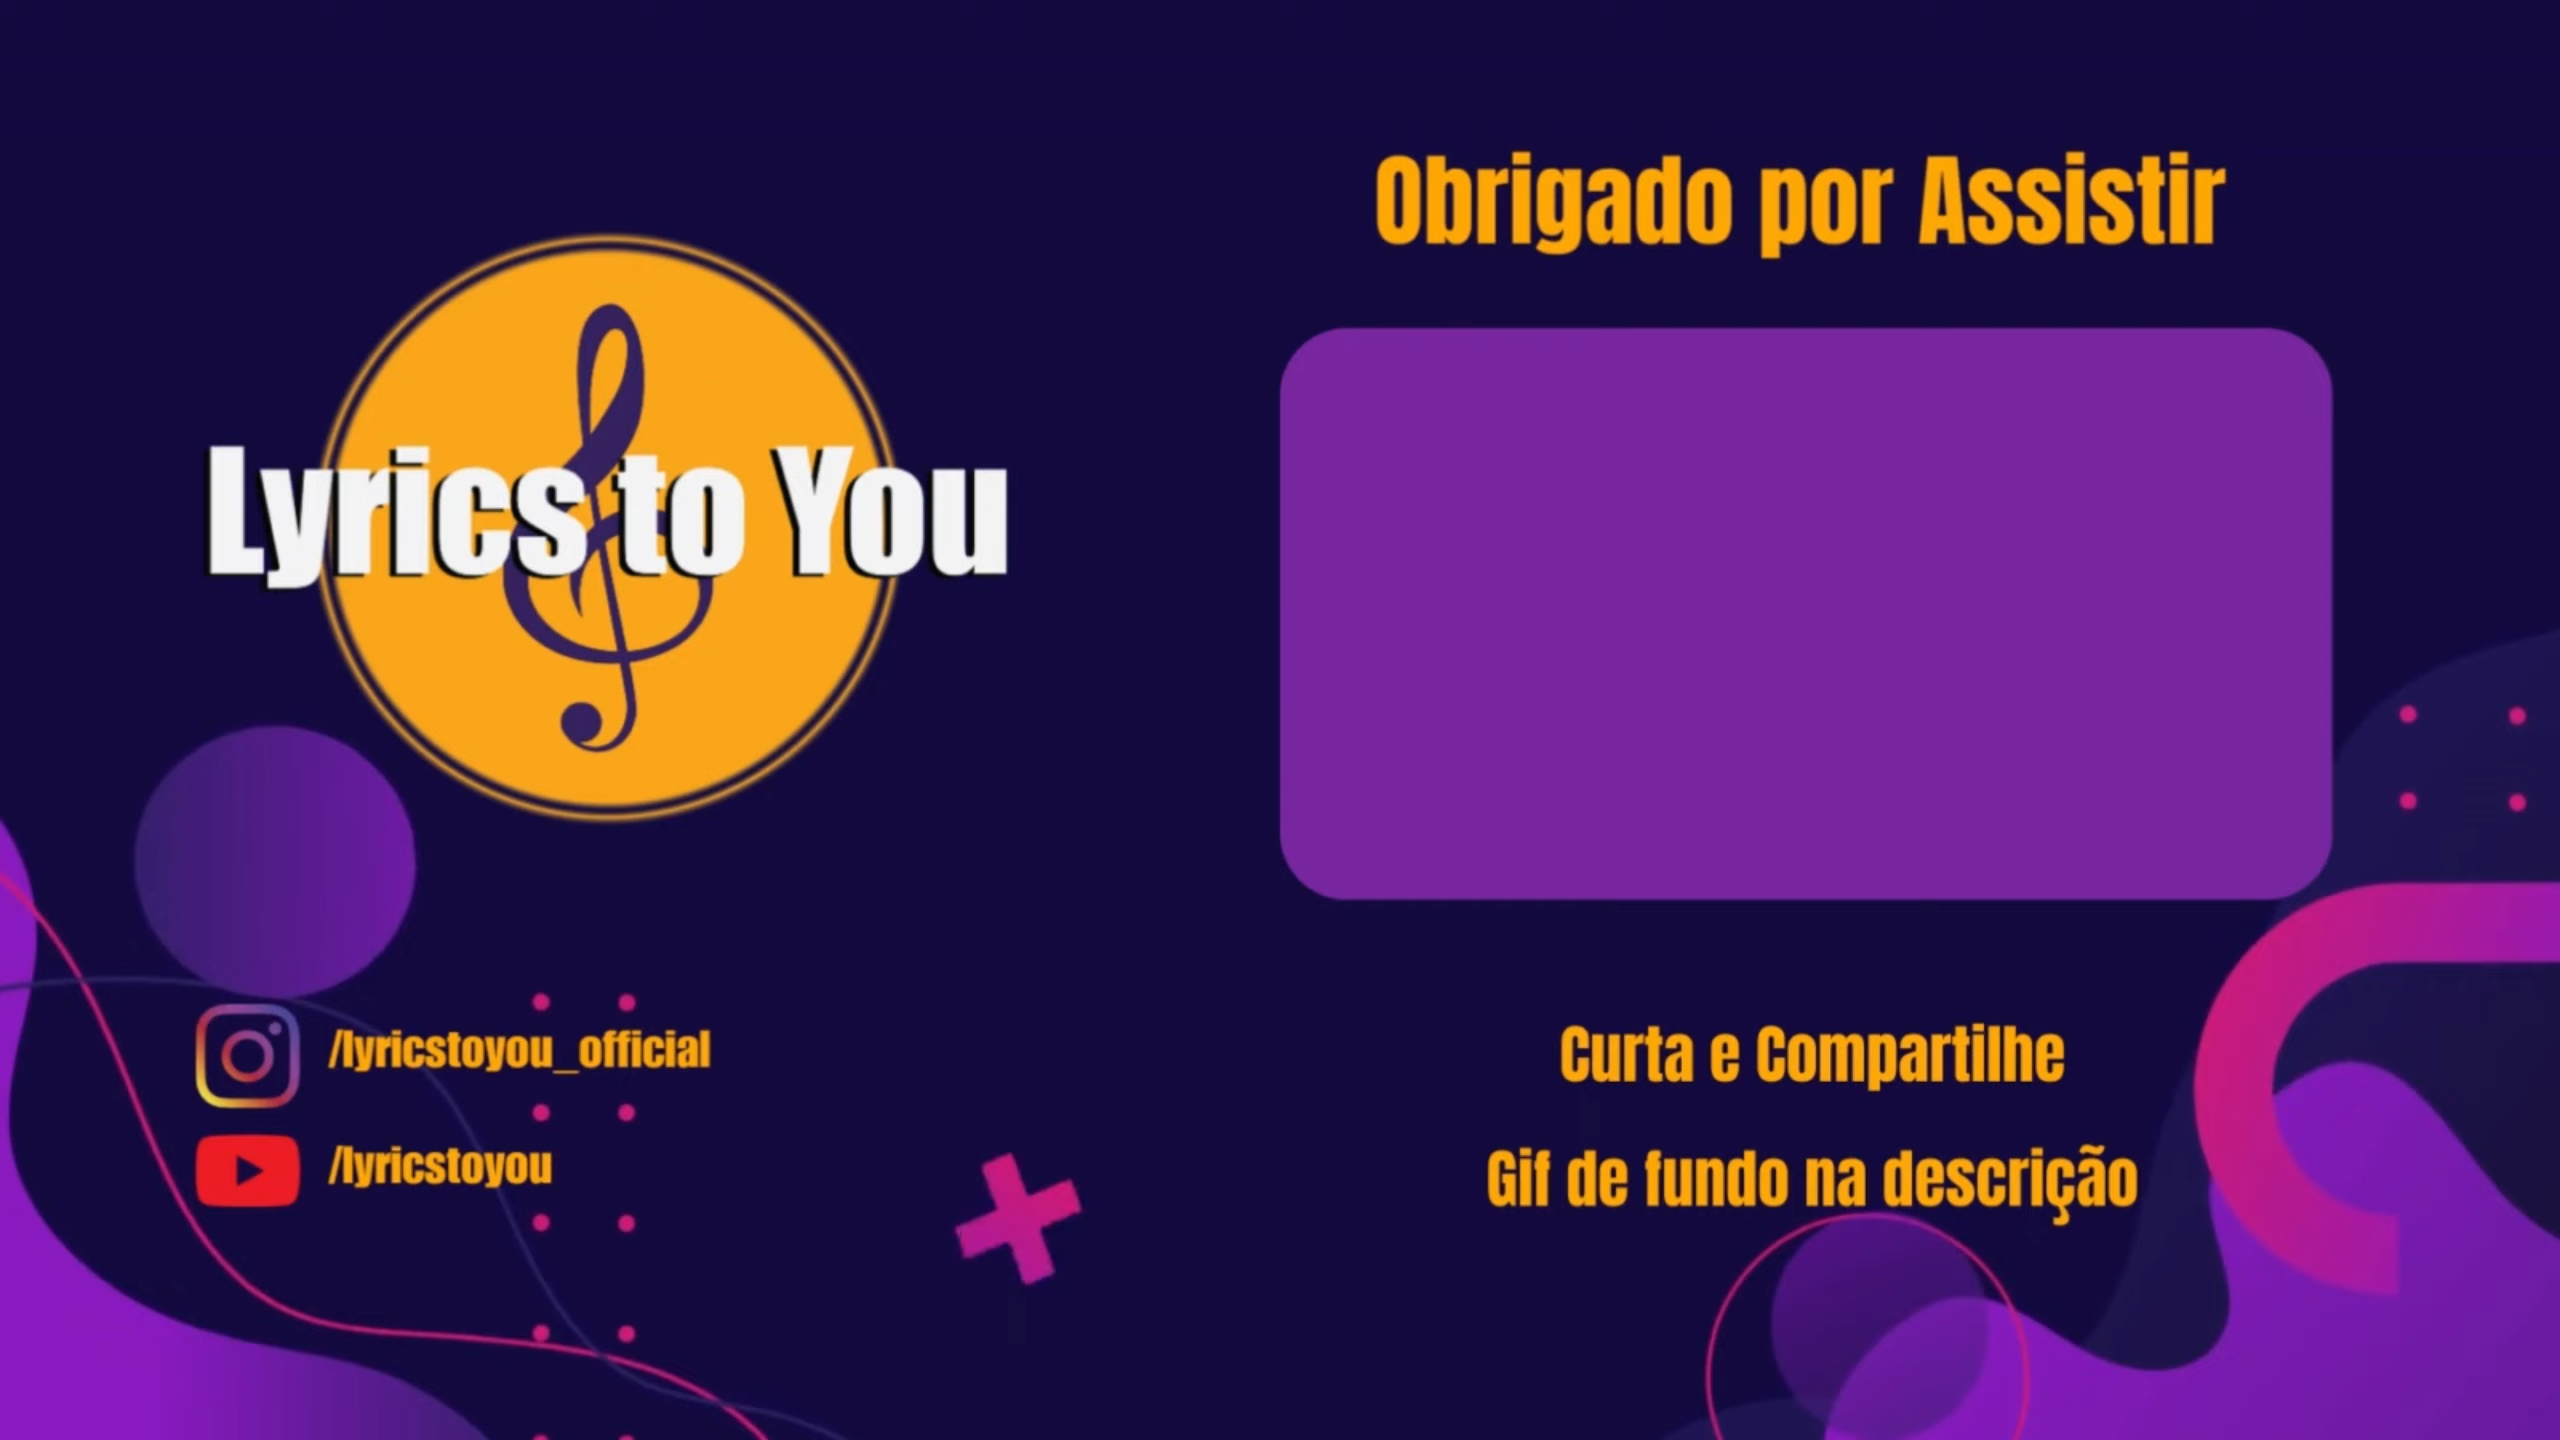 Lyrics to You
/lyricstoyou_official
/lyricstoyou
Obrigado por Assistir
Curta e Compartilhe
Gif de fundo na descrição